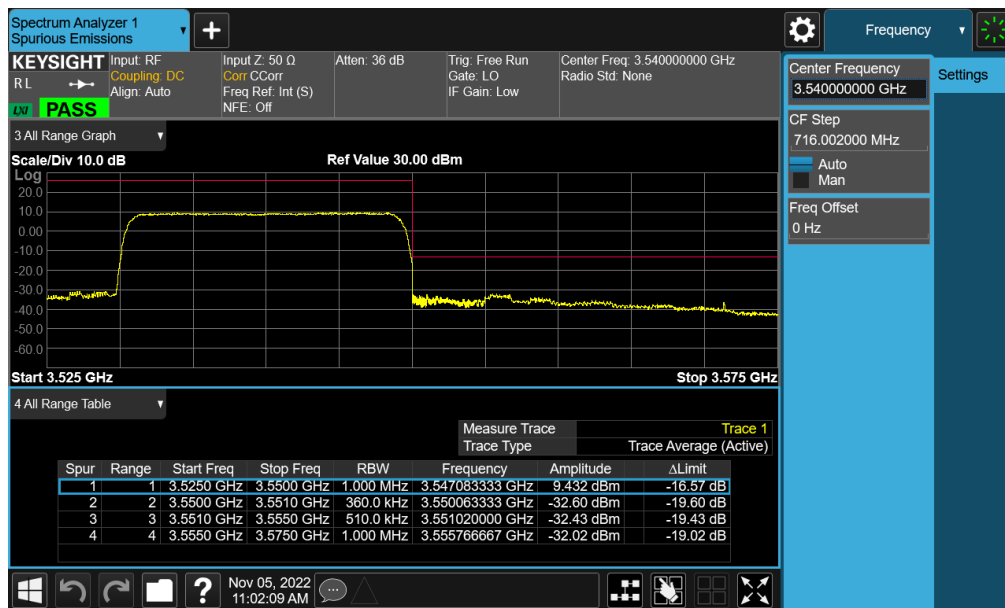 Spectrum Analyzer 1
Spurious Emissions
+
Frequency
KEYSIGHT Input: RF Input Z: 50 Ω Atten: 36 dB Trig: Free Run Center Freq: 3.540000000 GHz
RL Coupling: DC Corr CCorr Gate: LO Radio Std: None
Align: Auto Freq Ref: Int (S) IF Gain: Low
LXI PASS NFE: Off
Center Frequency
3.540000000 GHz
Settings
CF Step
716.002000 MHz
Auto
Man
Freq Offset
0 Hz
3 All Range Graph
Scale/Div 10.0 dB Ref Value 30.00 dBm
Log
20.0
10.0
0.00
-10.0
-20.0
-30.0
-40.0
-50.0
-60.0
Start 3.525 GHz Stop 3.575 GHz
4 All Range Table
Measure Trace Trace 1
Trace Type Trace Average (Active)
Spur Range Start Freq Stop Freq RBW Frequency Amplitude ΔLimit
1 1 3.5250 GHz 3.5500 GHz 1.000 MHz 3.547083333 GHz 9.432 dBm -16.57 dB
2 2 3.5500 GHz 3.5510 GHz 360.0 kHz 3.550063333 GHz -32.60 dBm -19.60 dB
3 3 3.5510 GHz 3.5550 GHz 510.0 kHz 3.551020000 GHz -32.43 dBm -19.43 dB
4 4 3.5550 GHz 3.5750 GHz 1.000 MHz 3.555766667 GHz -32.02 dBm -19.02 dB
? Nov 05, 2022
11:02:09 AM